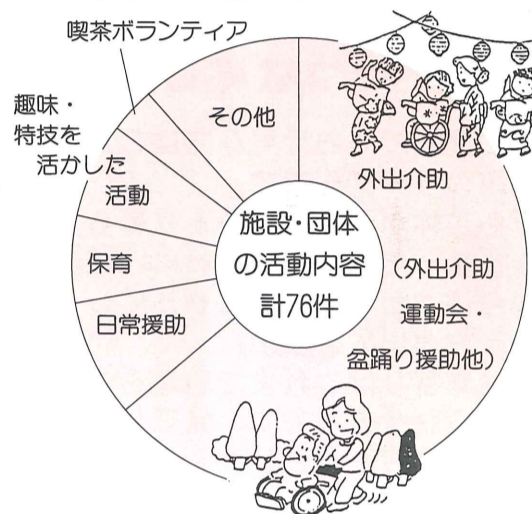 喫茶ボランティア
趣味・
特技を
活かした
活動
その他
外出介助
(外出介助
運動会・
盆踊り援助他)
保育
日常援助
施設・団体
の活動内容
計76件